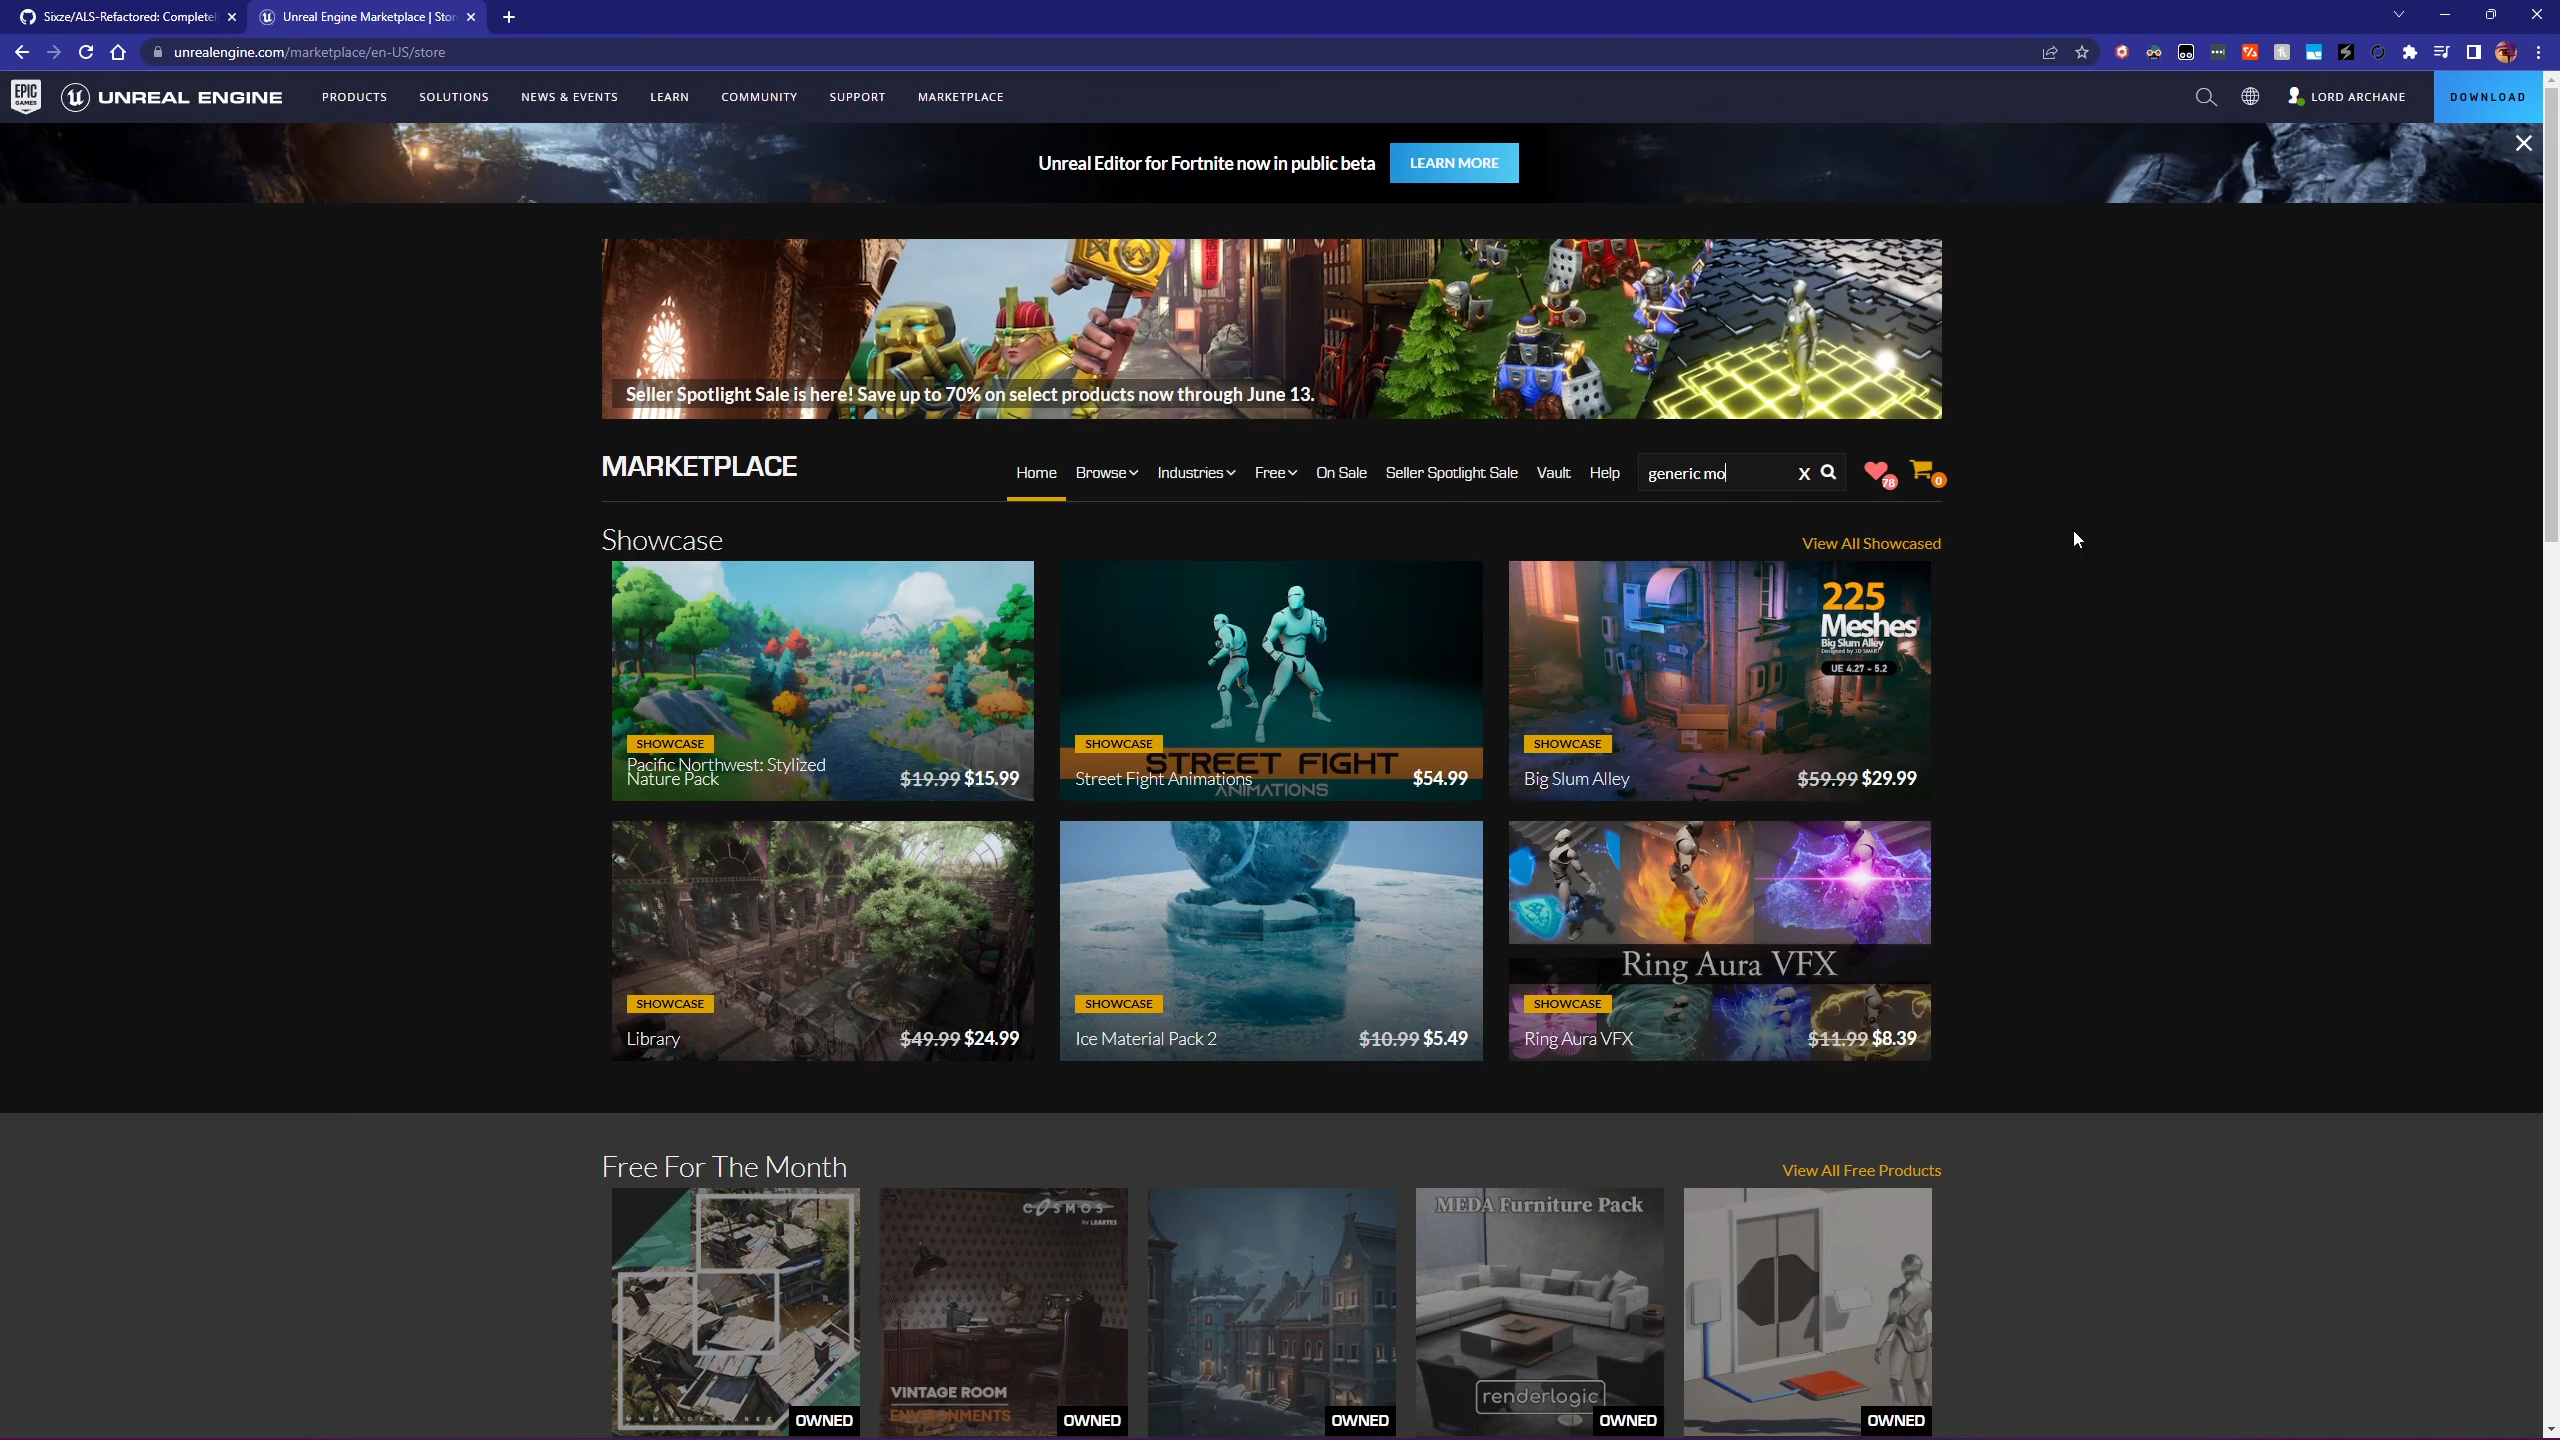 Sixze/ALS-Refactored: Complete
Unreal Engine Marketplace | Sto
unrealengine.com/marketplace/en-US/store
EPIC GAMES
UNREAL ENGINE
PRODUCTS
SOLUTIONS
NEWS & EVENTS
LEARN
COMMUNITY
SUPPORT
MARKETPLACE
LORD ARCHANE
DOWNLOAD
Unreal Editor for Fortnite now in public beta
LEARN MORE
Seller Spotlight Sale is here! Save up to 70% on select products now through June 13.
MARKETPLACE
Home
Browse
Industries
Free
On Sale
Seller Spotlight Sale
Vault
Help
generic mo
X
78
0
Showcase
View All Showcased
SHOWCASE
Pacific Northwest: Stylized
Nature Pack
$19.99 $15.99
SHOWCASE
STREET FIGHT
ANIMATIONS
Street Fight Animations
$54.99
225
Meshes
Big Slum Alley
Designed by 3D SMART
UE 4.27 - 5.2
SHOWCASE
Big Slum Alley
$59.99 $29.99
SHOWCASE
Library
$49.99 $24.99
SHOWCASE
Ice Material Pack 2
$10.99 $5.49
Ring Aura VFX
SHOWCASE
Ring Aura VFX
$11.99 $8.39
Free For The Month
View All Free Products
OWNED
COSMOS
by LEARTES
VINTAGE ROOM
ENVIRONMENTS
OWNED
OWNED
MEDA Furniture Pack
renderlogic
OWNED
OWNED